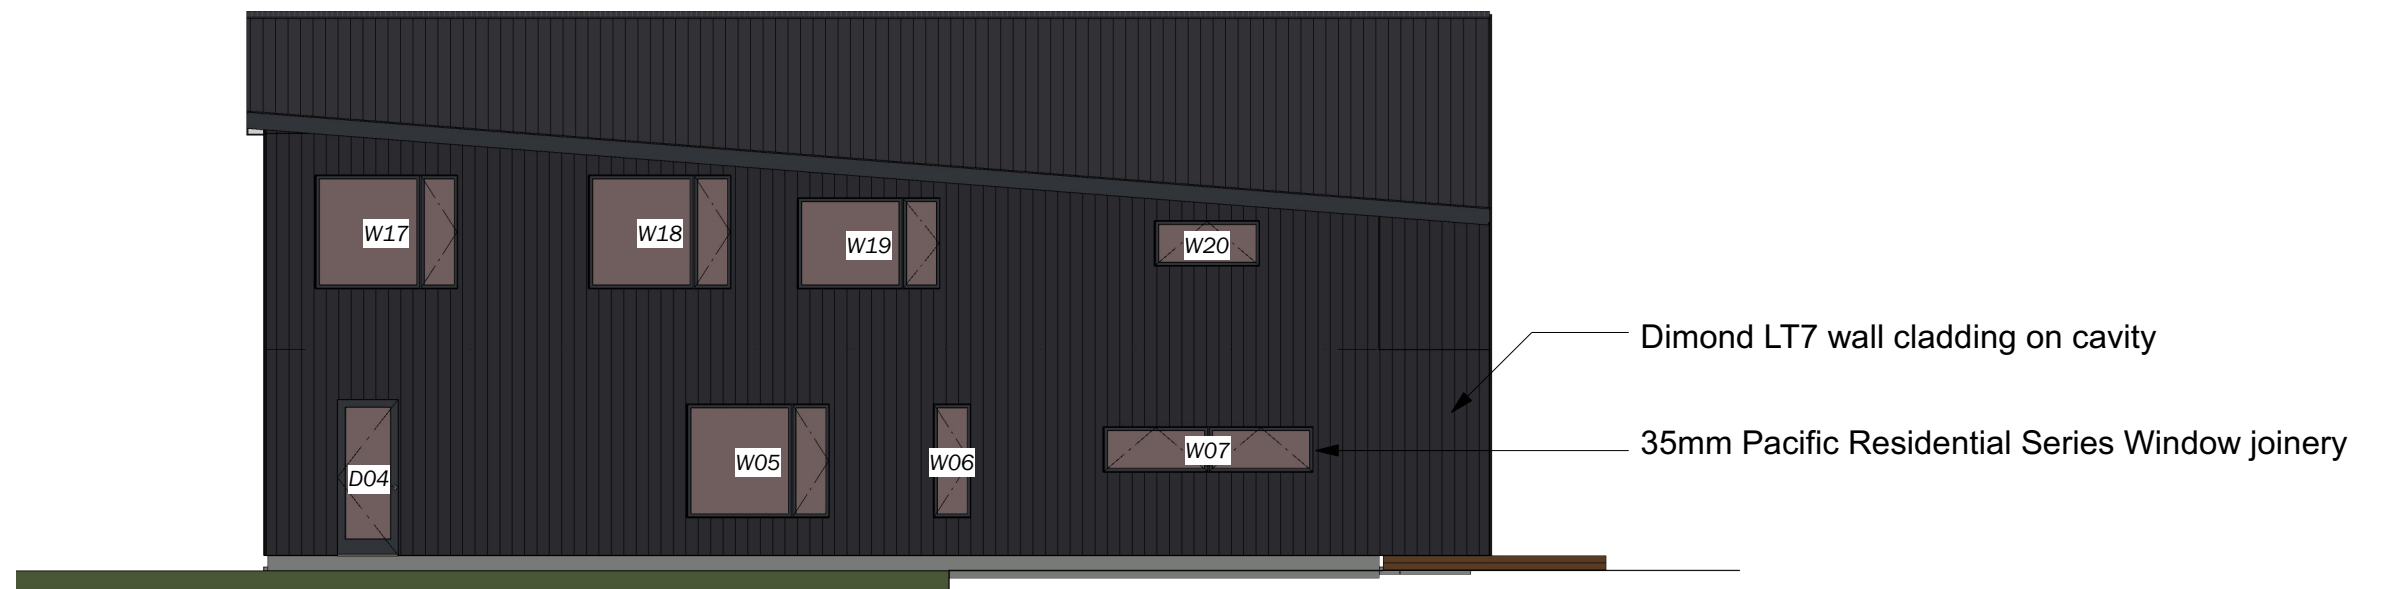 W17
W18
W19
W20
Dimond LT7 wall cladding on cavity
35mm Pacific Residential Series Window joinery
W05
W06
W07
D04